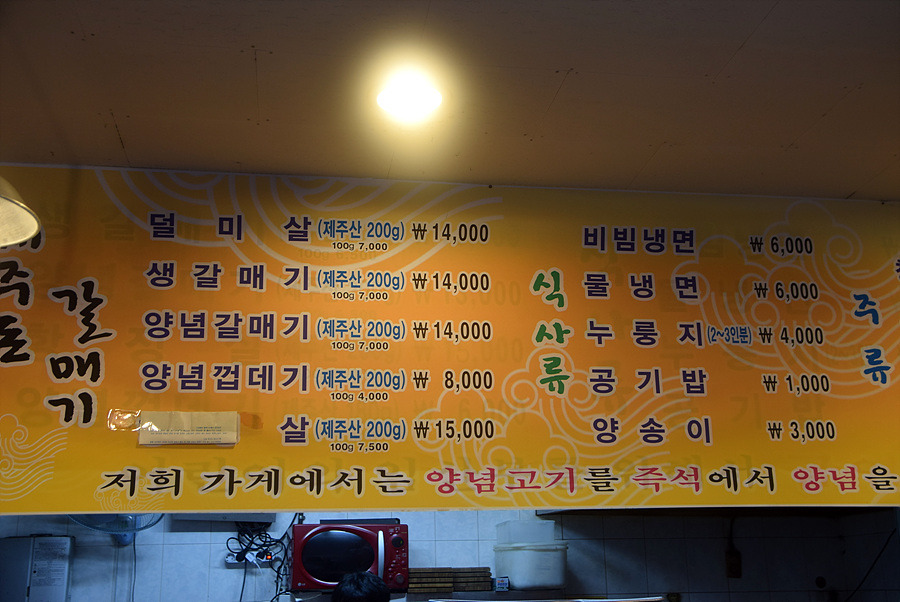 주돈
갈매기
덜미살 (제주산 200g) ₩14,000
100g 7,000
생갈매기 (제주산 200g) ₩14,000
100g 7,000
양념갈매기 (제주산 200g) ₩14,000
100g 7,000
양념껍데기 (제주산 200g) ₩ 8,000
100g 4,000
살 (제주산 200g) ₩15,000
100g 7,500
식사류
비빔냉면 ₩6,000
물냉면 ₩6,000
누룽지(2~3인분) ₩4,000
공기밥 ₩1,000
양송이 ₩3,000
주류
저희 가게에서는 양념고기를 즉석에서 양념을